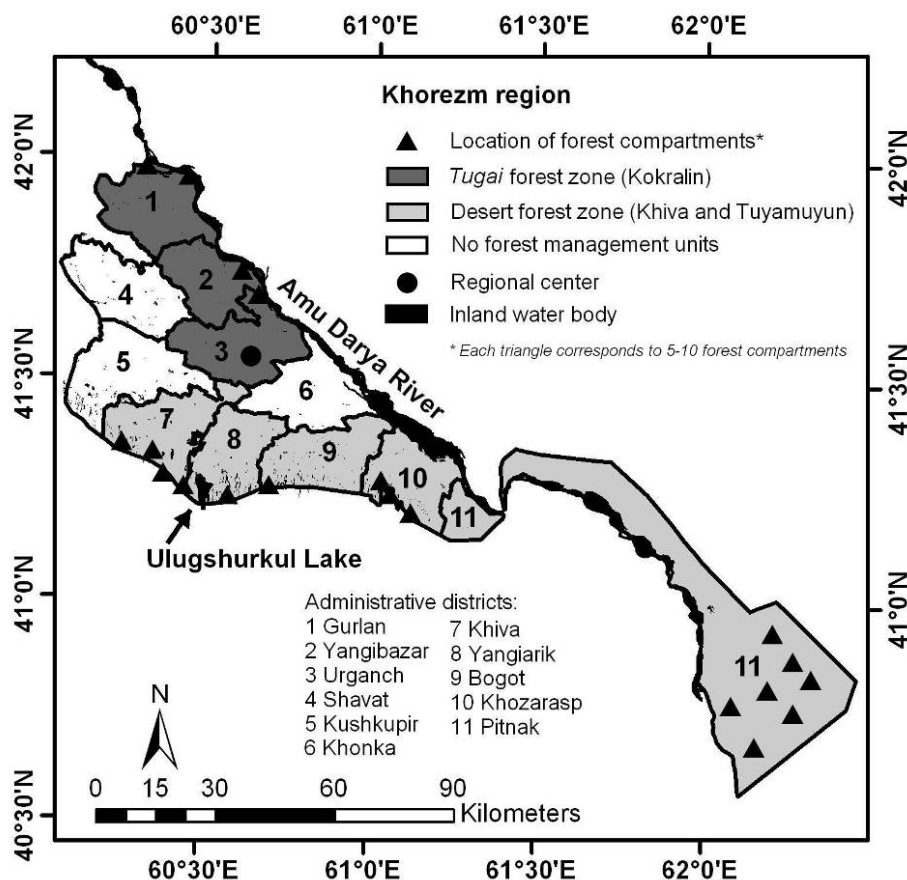 60°30'E 61°0'E 61°30'E 62°0'E
42°0'N
41°30'N
41°0'N
40°30'N
42°0'N
41°30'N
41°0'N
40°30'N
Khorezm region
Location of forest compartments*
Tugai forest zone (Kokralin)
Desert forest zone (Khiva and Tuyamuyun)
No forest management units
Regional center
Inland water body
* Each triangle corresponds to 5-10 forest compartments
1
2
3
4
5
6
7
8
9
10
11
11
Amu Darya River
Ulugshurkul Lake
Administrative districts:
1 Gurlan
2 Yangibazar
3 Urganch
4 Shavat
5 Kushkupir
6 Khonka
7 Khiva
8 Yangiarik
9 Bogot
10 Khozarasp
11 Pitnak
N
0 15 30 60 90
Kilometers
60°30'E 61°0'E 61°30'E 62°0'E